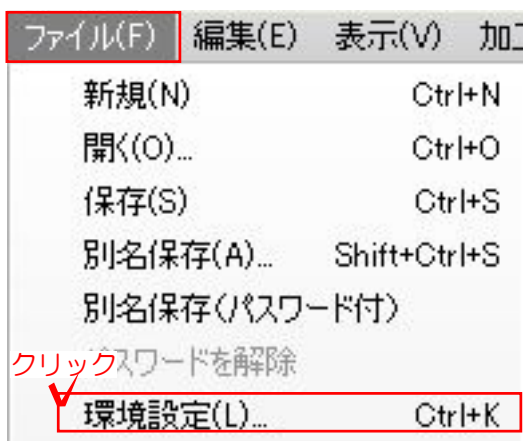 ファイル(F) 編集(E) 表示(V)
新規(N) Ctrl+N
開く(O)... Ctrl+O
保存(S) Ctrl+S
別名保存(A)... Shift+Ctrl+S
別名保存(パスワード付)
パスワードを解除
クリック
環境設定(L)... Ctrl+K